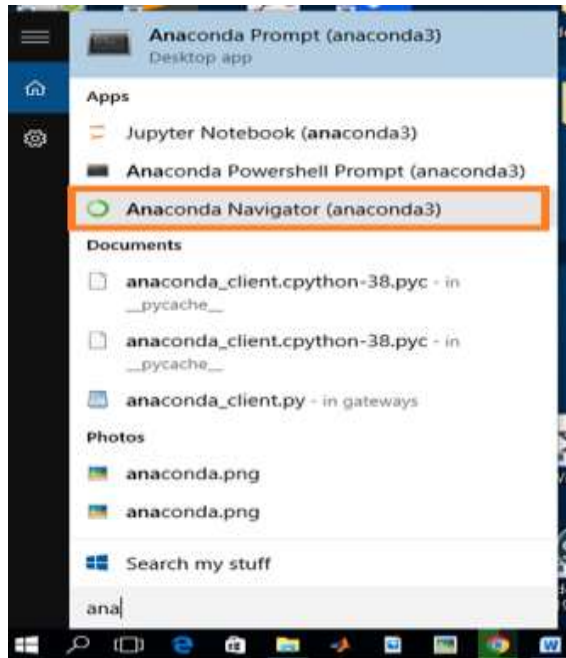 Anaconda Prompt (anaconda3)
Desktop app
Apps
Jupyter Notebook (anaconda3)
Anaconda Powershell Prompt (anaconda3)
Anaconda Navigator (anaconda3)
Documents
anaconda_client.cpython-38.pyc - in
__pycache__
anaconda_client.cpython-38.pyc - in
__pycache__
anaconda_client.py - in gateways
Photos
anaconda.png
anaconda.png
Search my stuff
ana